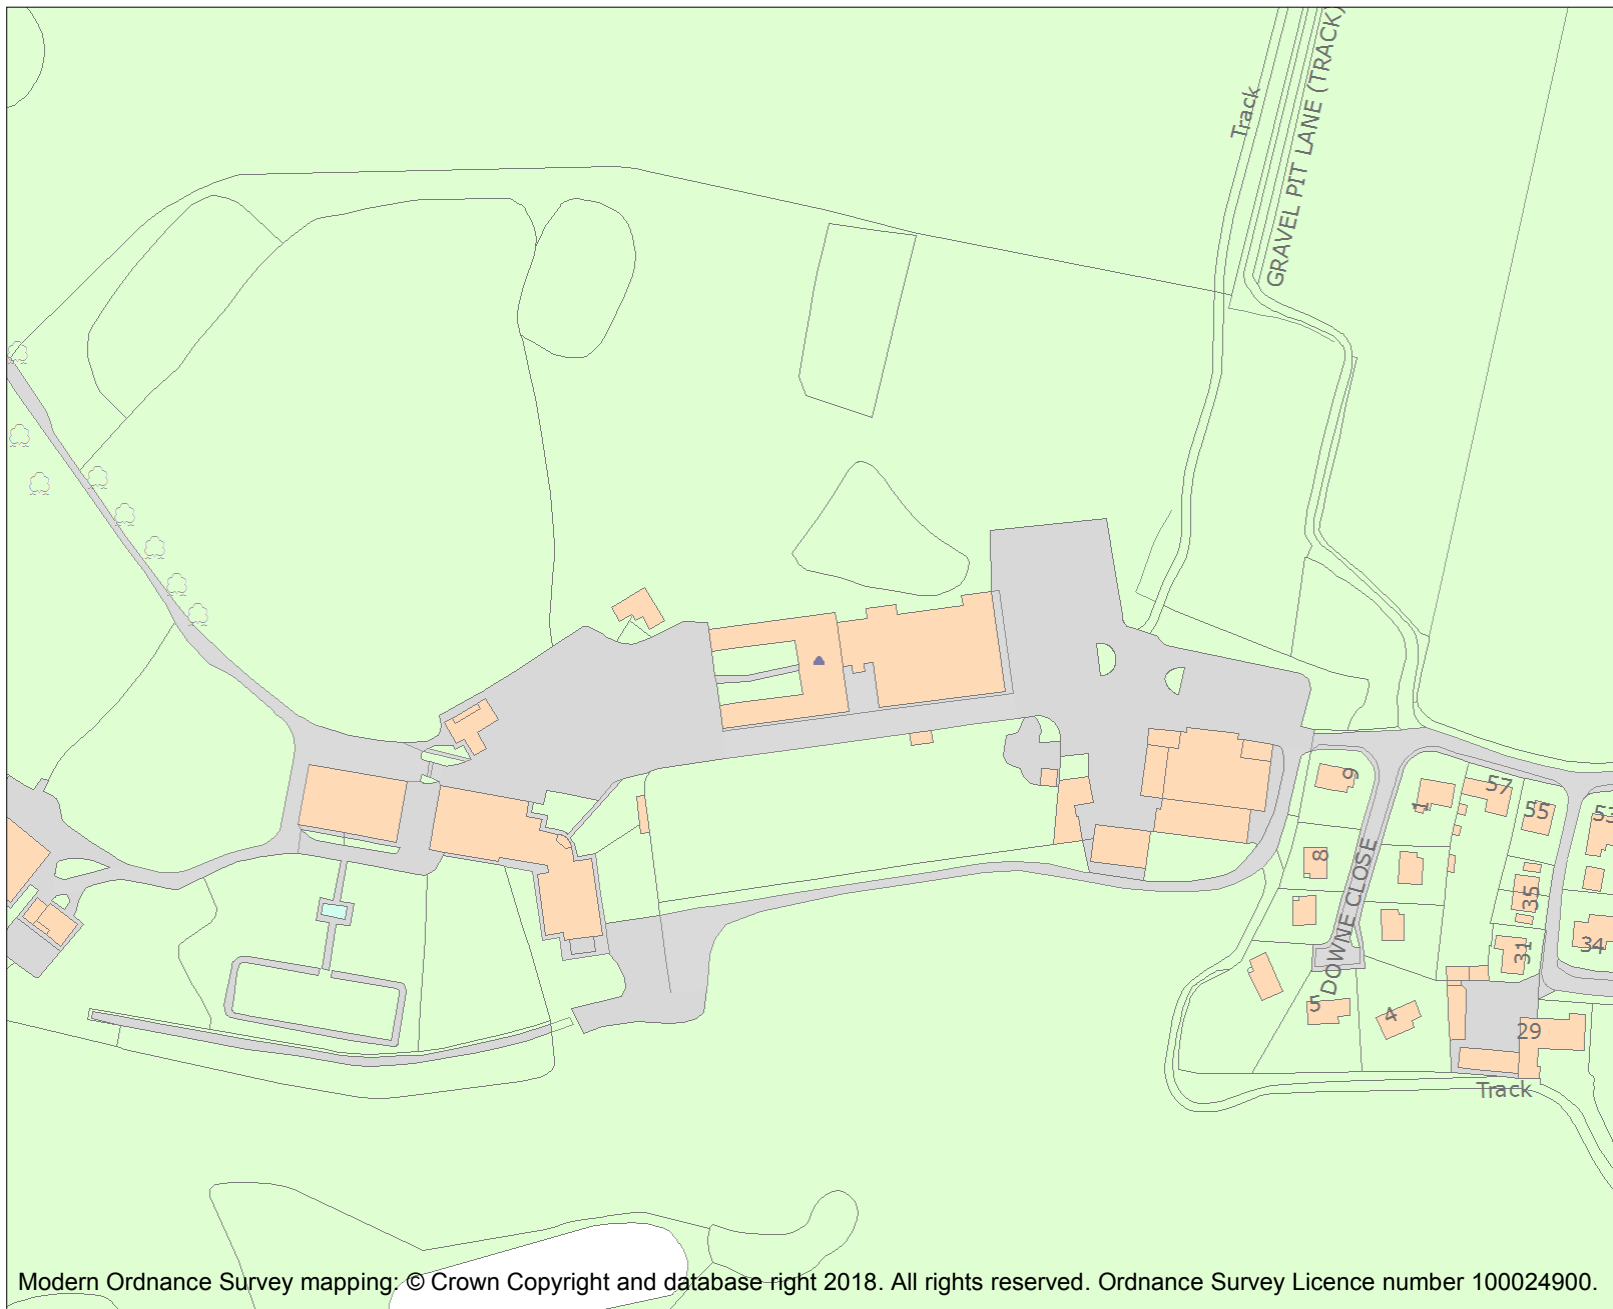 Track
GRAVEL PIT LANE (TRACK)
9
1
57
55
53
8
DOWNE CLOSE
35
31
34
5
4
29
Track
Modern Ordnance Survey mapping: © Crown Copyright and database right 2018. All rights reserved. Ordnance Survey Licence number 100024900.